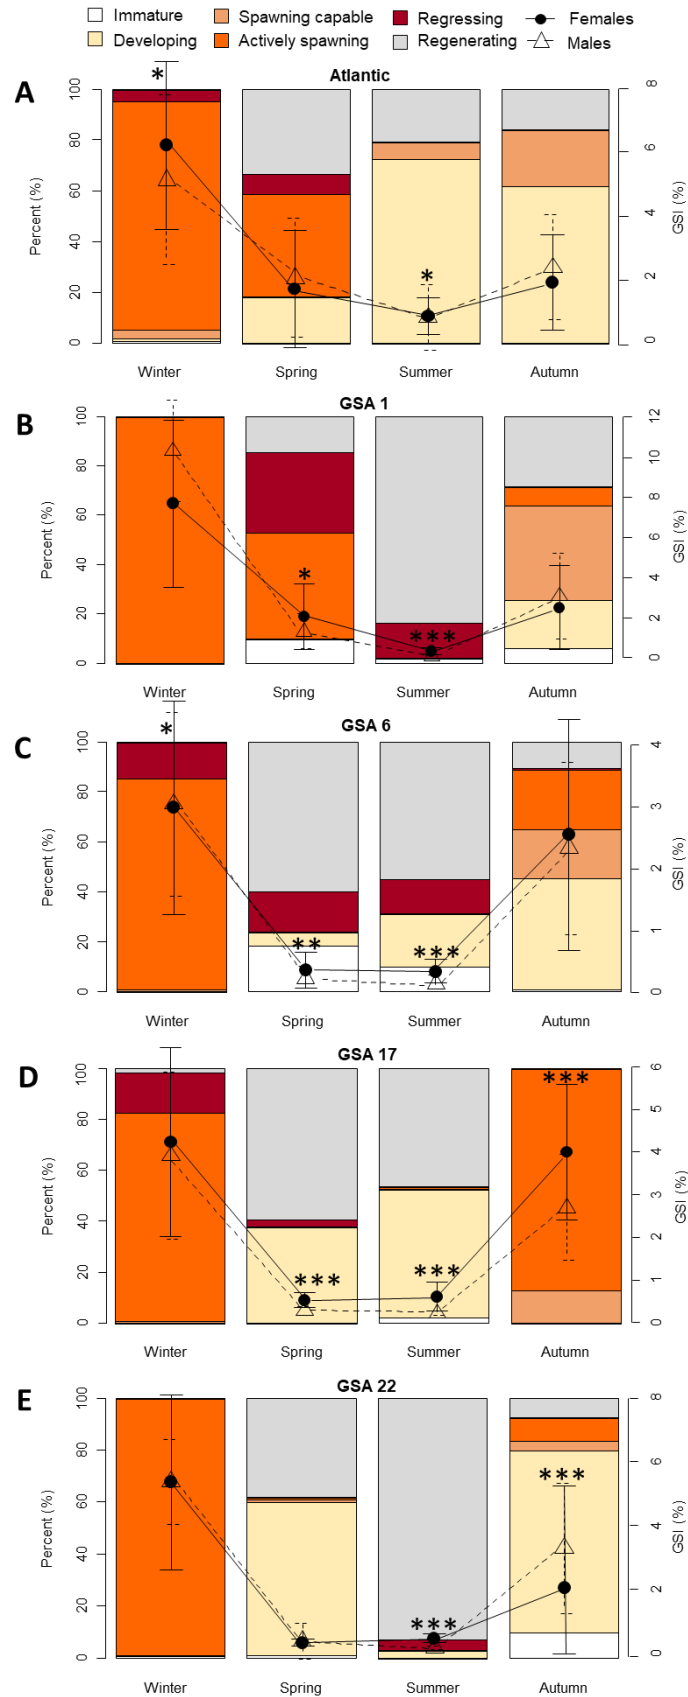 Immature Spawning capable Regressing Females
Developing Actively spawning Regenerating Males
A Atlantic
*
*
Percent (%)
0 20 40 60 80 100
GSI (%)
0 2 4 6 8
Winter Spring Summer Autumn
B GSA 1
*
***
Percent (%)
0 20 40 60 80 100
GSI (%)
0 2 4 6 8 10 12
Winter Spring Summer Autumn
C GSA 6
*
** ***
Percent (%)
0 20 40 60 80 100
GSI (%)
0 1 2 3 4
Winter Spring Summer Autumn
D GSA 17
***
*** ***
Percent (%)
0 20 40 60 80 100
GSI (%)
0 1 2 3 4 5 6
Winter Spring Summer Autumn
E GSA 22
***
***
Percent (%)
0 20 40 60 80 100
GSI (%)
0 2 4 6 8
Winter Spring Summer Autumn